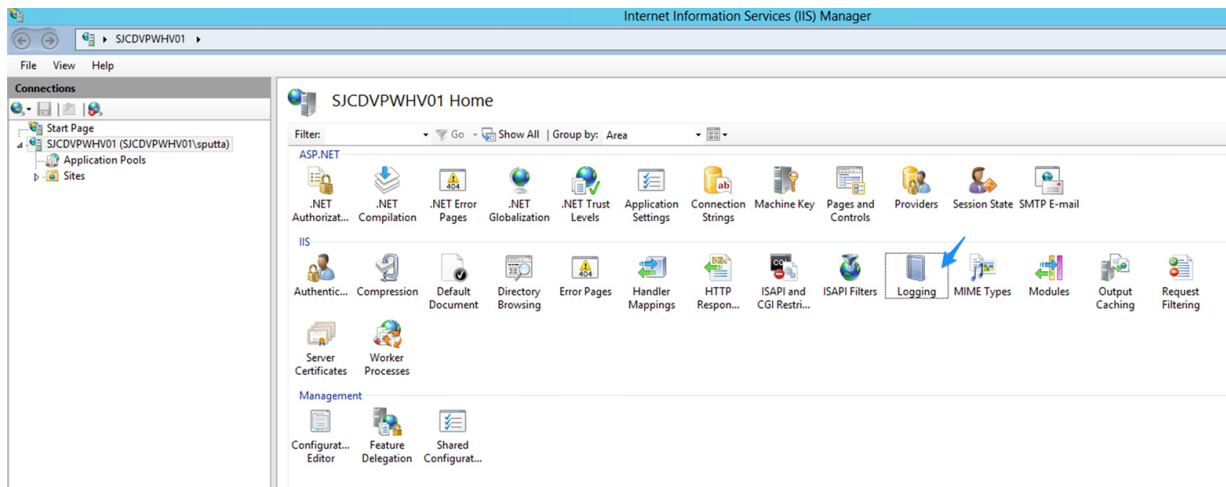 Internet Information Services (IIS) Manager
SJCDVPWHV01
File View Help
Connections
Start Page
SJCDVPWHV01 (SJCDVPWHV01\sputta)
Application Pools
Sites
SJCDVPWHV01 Home
Filter: Go Show All Group by: Area
ASP.NET
.NET Authorizat...
.NET Compilation
.NET Error Pages
.NET Globalization
.NET Trust Levels
Application Settings
Connection Strings
Machine Key
Pages and Controls
Providers
Session State
SMTP E-mail
IIS
Authentic...
Compression
Default Document
Directory Browsing
Error Pages
Handler Mappings
HTTP Respon...
ISAPI and CGI Restri...
ISAPI Filters
Logging
MIME Types
Modules
Output Caching
Request Filtering
Server Certificates
Worker Processes
Management
Configurat... Editor
Feature Delegation
Shared Configurat...